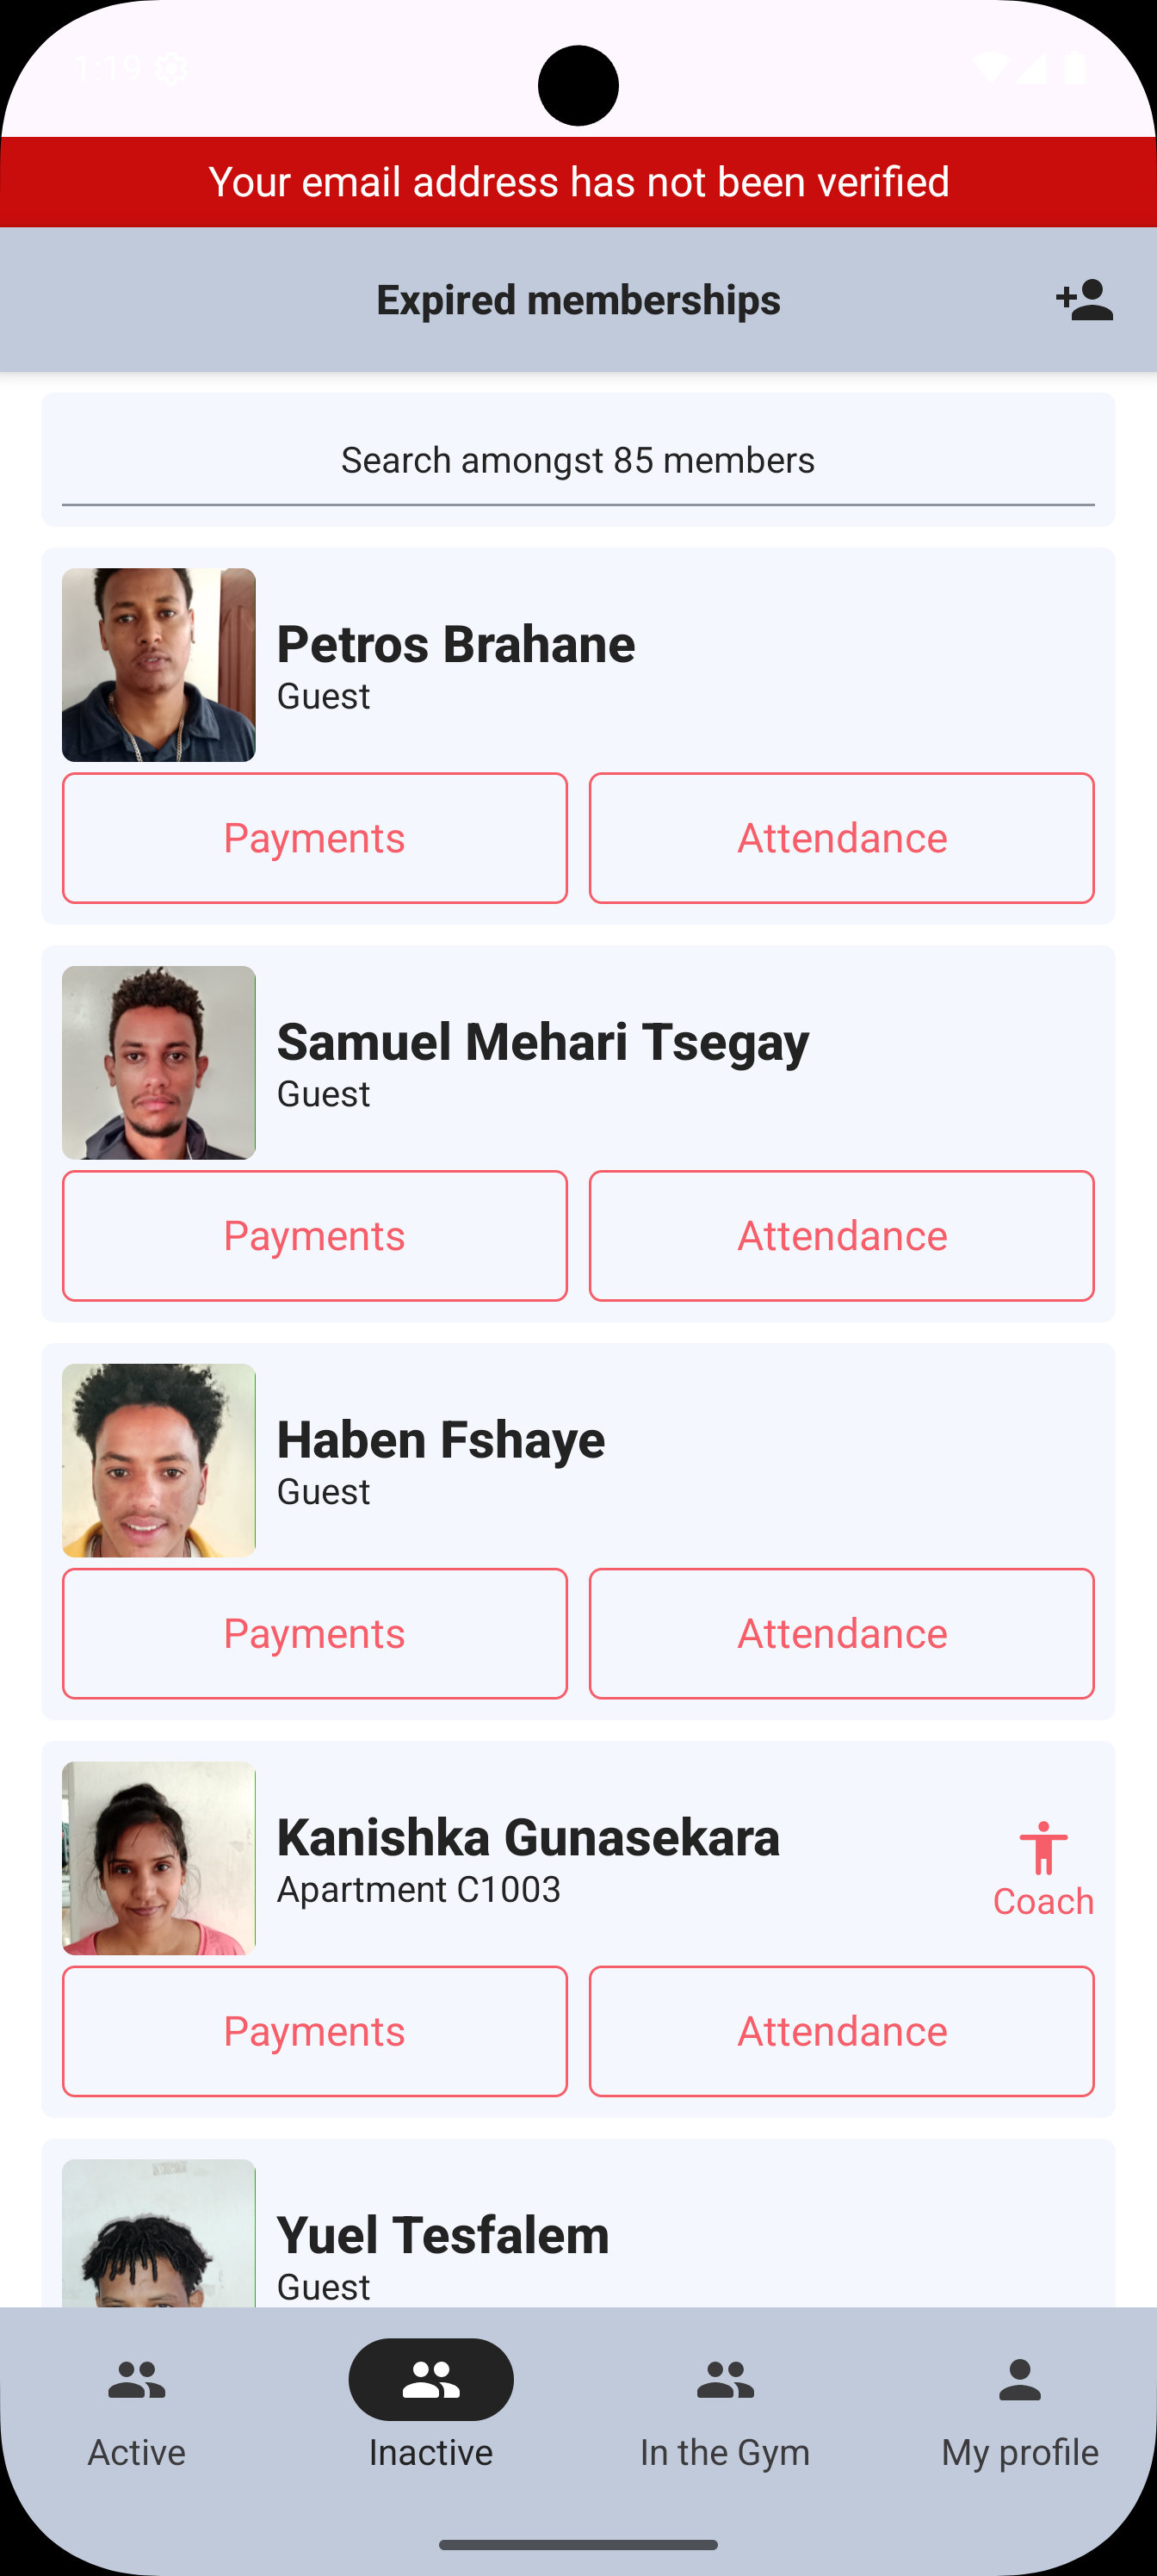 1:19
Your email address has not been verified
Expired memberships
Search amongst 85 members
Petros Brahane
Guest
Payments
Attendance
Samuel Mehari Tsegay
Guest
Payments
Attendance
Haben Fshaye
Guest
Payments
Attendance
Kanishka Gunasekara
Apartment C1003
Coach
Payments
Attendance
Yuel Tesfalem
Guest
Active
Inactive
In the Gym
My profile